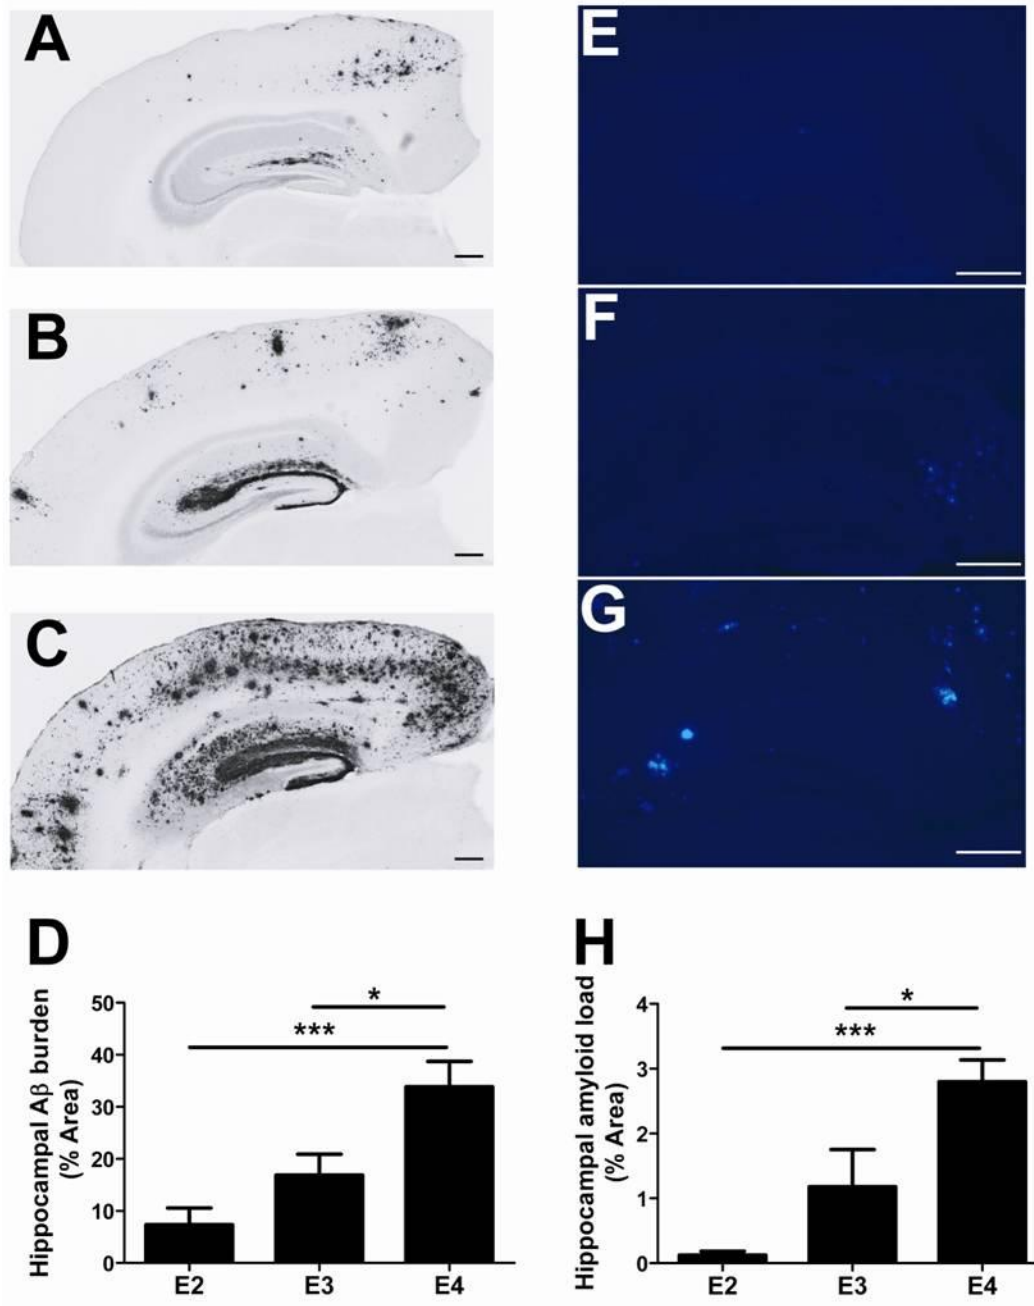 A
B
C
E
F
G
D
Hippocampal Aβ burden
(% Area)
50
40
30
20
10
0
*
***
E2
E3
E4
H
Hippocampal amyloid load
(% Area)
4
3
2
1
0
*
***
E2
E3
E4